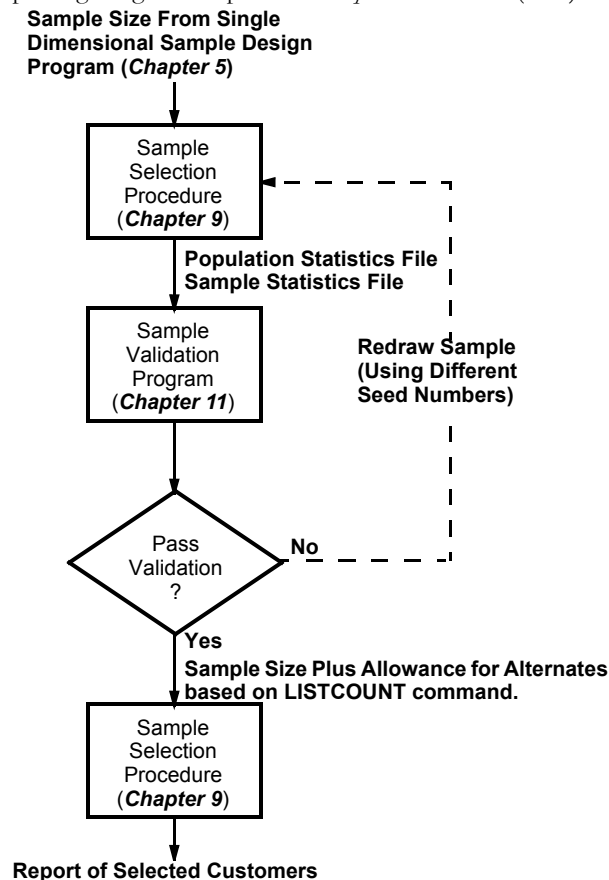 Sample Size From Single
Dimensional Sample Design
Program (Chapter 5)
Sample
Selection
Procedure
(Chapter 9)
Population Statistics File
Sample Statistics File
Sample
Validation
Program
(Chapter 11)
Redraw Sample
(Using Different
Seed Numbers)
Pass
Validation
?
No
Yes
Sample Size Plus Allowance for Alternates
based on LISTCOUNT command.
Sample
Selection
Procedure
(Chapter 9)
Report of Selected Customers